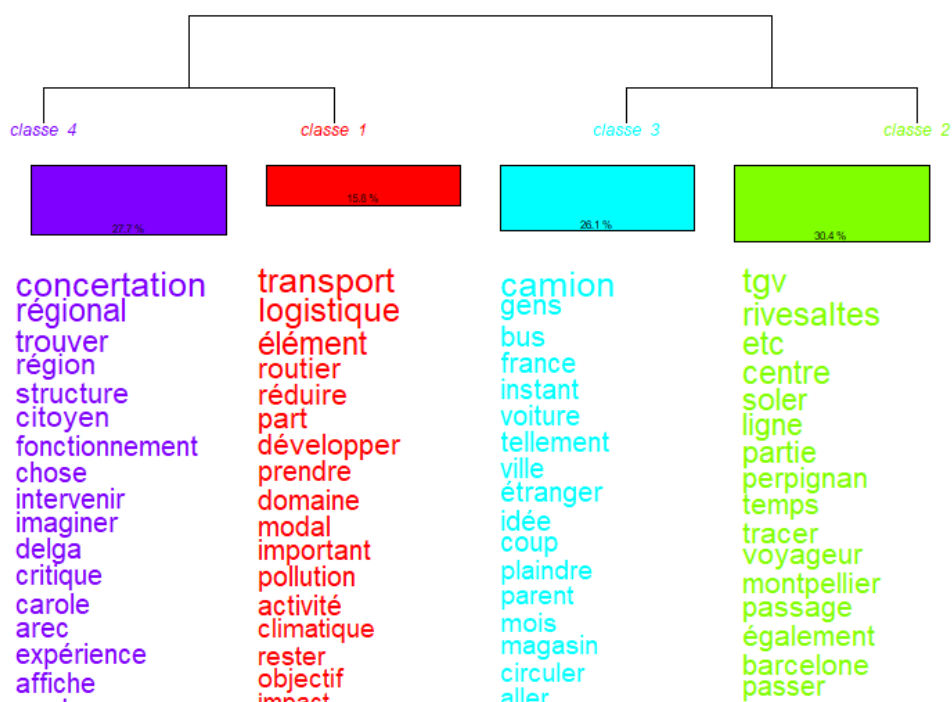 classe 4
classe 1
classe 3
classe 2
27.7 %
15.8 %
26.1 %
30.4 %
concertation
régional
trouver
région
structure
citoyen
fonctionnement
chose
intervenir
imaginer
delga
critique
carole
arec
expérience
affiche
transport
logistique
élément
routier
réduire
part
développer
prendre
domaine
modal
important
pollution
activité
climatique
rester
objectif
impact
camion
gens
bus
france
instant
voiture
tellement
ville
étranger
idée
coup
plaindre
parent
mois
magasin
circuler
aller
tgv
rivesaltes
etc
centre
soler
ligne
partie
perpignan
temps
tracer
voyageur
montpellier
passage
également
barcelone
passer